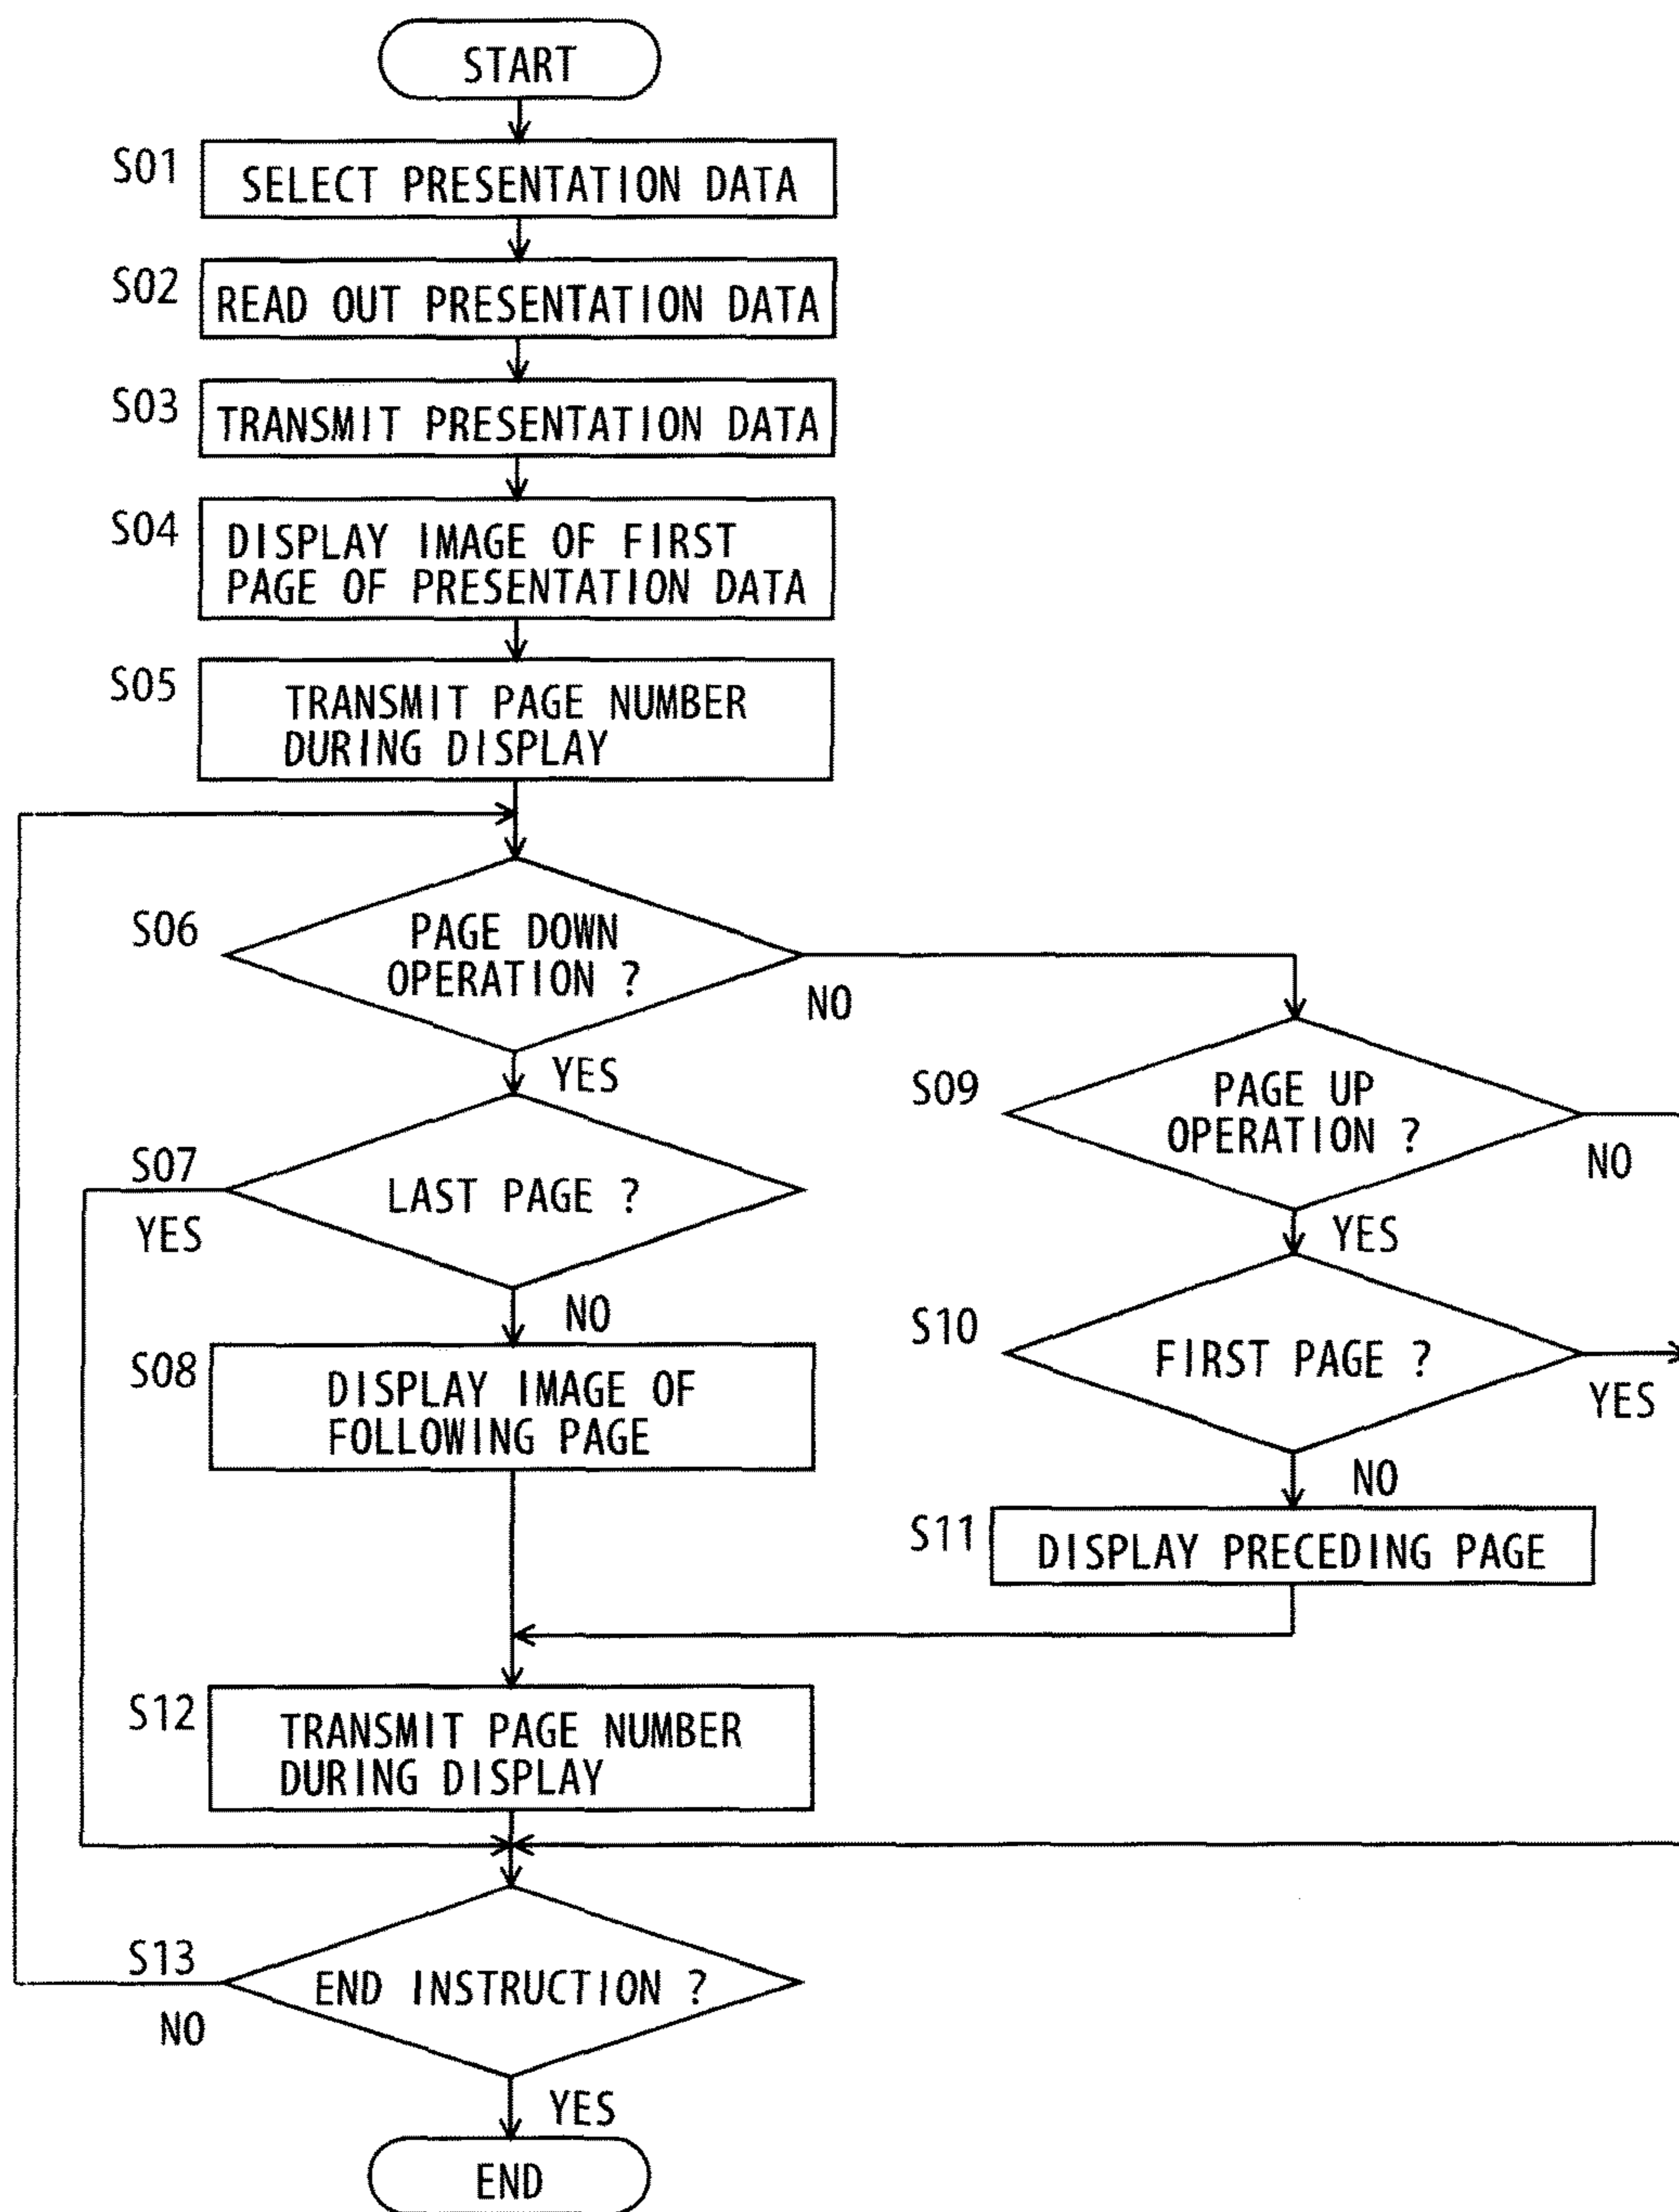 START
S01
SELECT PRESENTATION DATA
S02
READ OUT PRESENTATION DATA
S03
TRANSMIT PRESENTATION DATA
S04
DISPLAY IMAGE OF FIRST
PAGE OF PRESENTATION DATA
S05
TRANSMIT PAGE NUMBER
DURING DISPLAY
S06
PAGE DOWN
OPERATION ?
NO
YES
S07
LAST PAGE ?
YES
NO
S08
DISPLAY IMAGE OF
FOLLOWING PAGE
S09
PAGE UP
OPERATION ?
NO
YES
S10
FIRST PAGE ?
YES
NO
S11
DISPLAY PRECEDING PAGE
S12
TRANSMIT PAGE NUMBER
DURING DISPLAY
S13
END INSTRUCTION ?
NO
YES
END